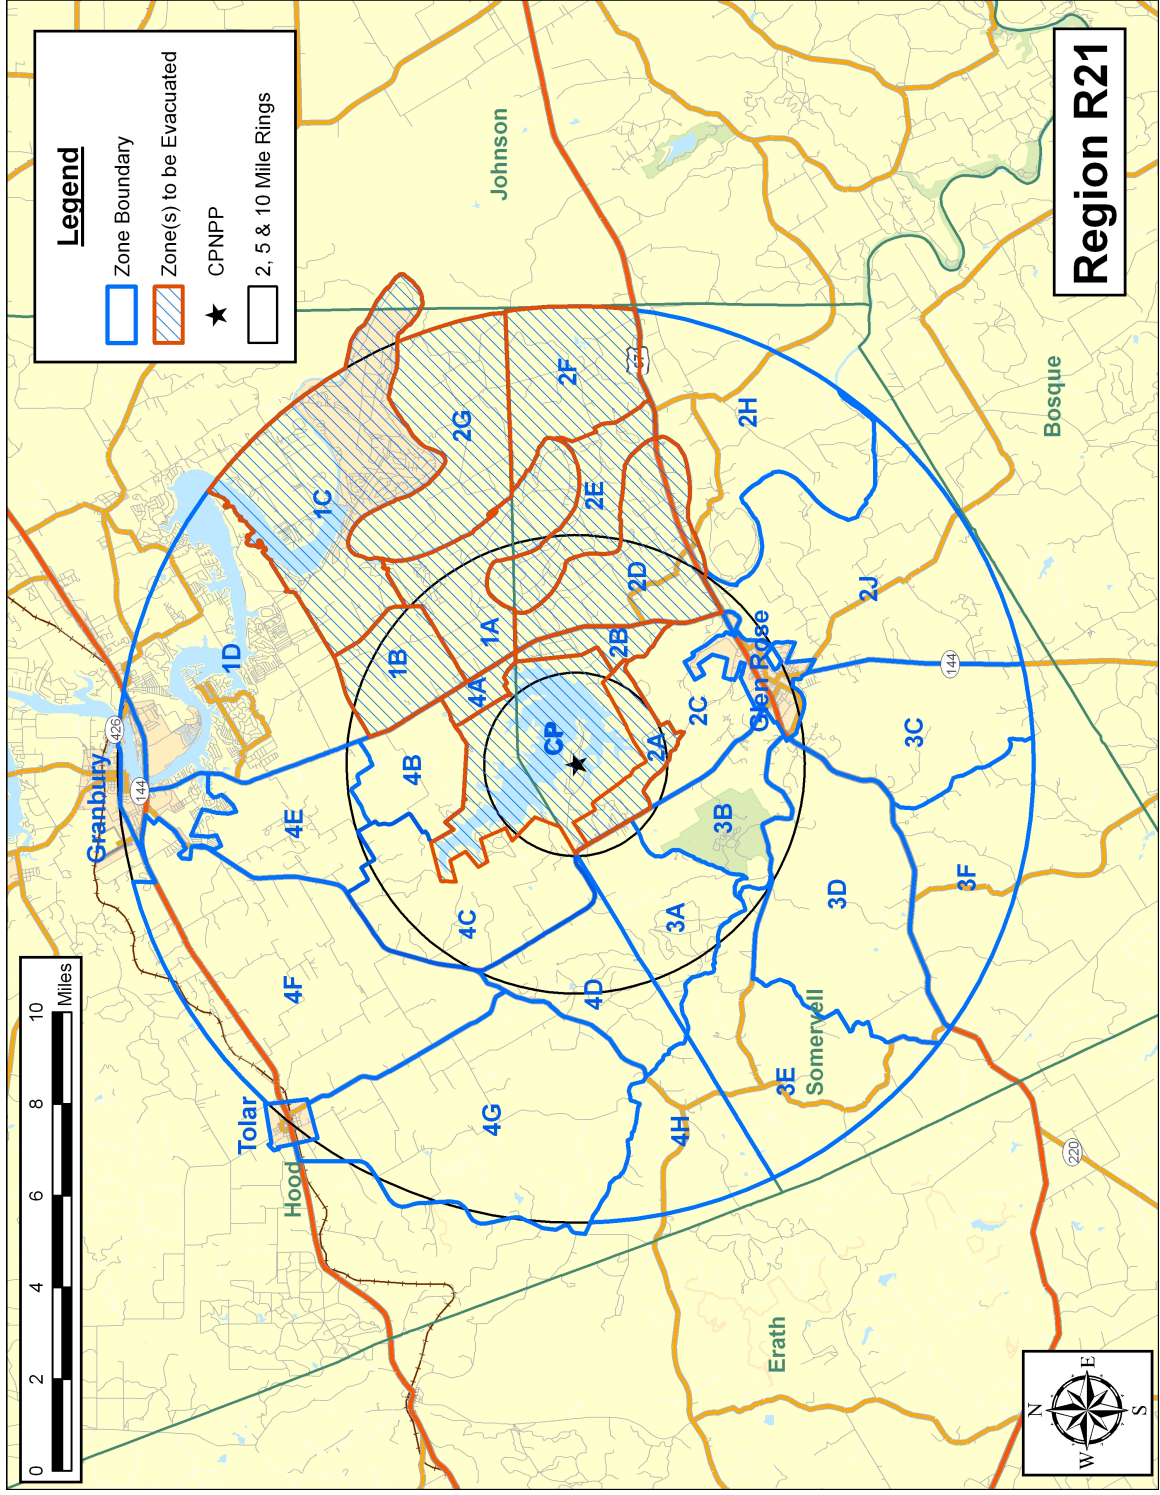 Legend
Zone Boundary
Zone(s) to be Evacuated
CPNPP
2, 5 & 10 Mile Rings
Region R21
0 2 4 6 8 10
Miles
N
E
S
W
Granbury
426
144
1D
Tolar
Hood
4E
4F
4B
4C
4G
4D
4H
4A
1A
1B
1C
2G
2F
67
2E
2D
2B
2A
2C
CP
2H
2J
Glen Rose
144
3A
3B
3C
3D
3E
3F
Somervell
Johnson
Bosque
Erath
220